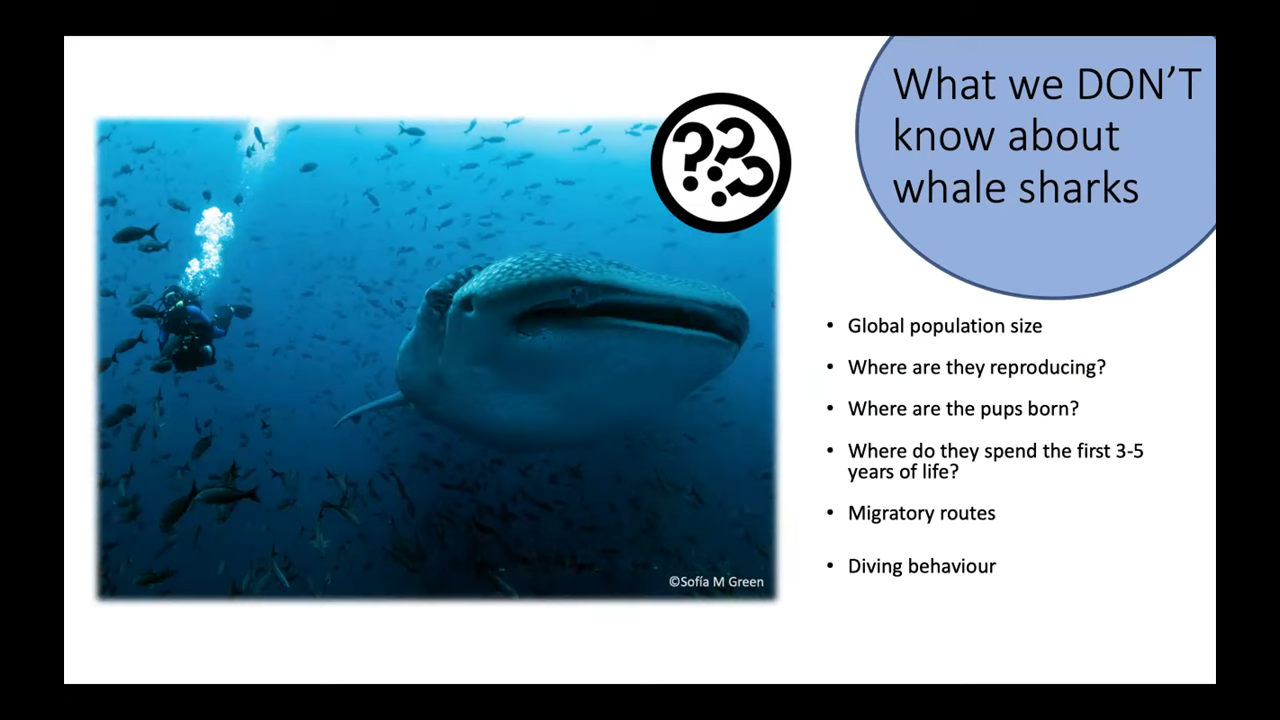 What we DON'T
know about
whale sharks
???
• Global population size
• Where are they reproducing?
• Where are the pups born?
• Where do they spend the first 3-5
years of life?
• Migratory routes
• Diving behaviour
©Sofía M Green